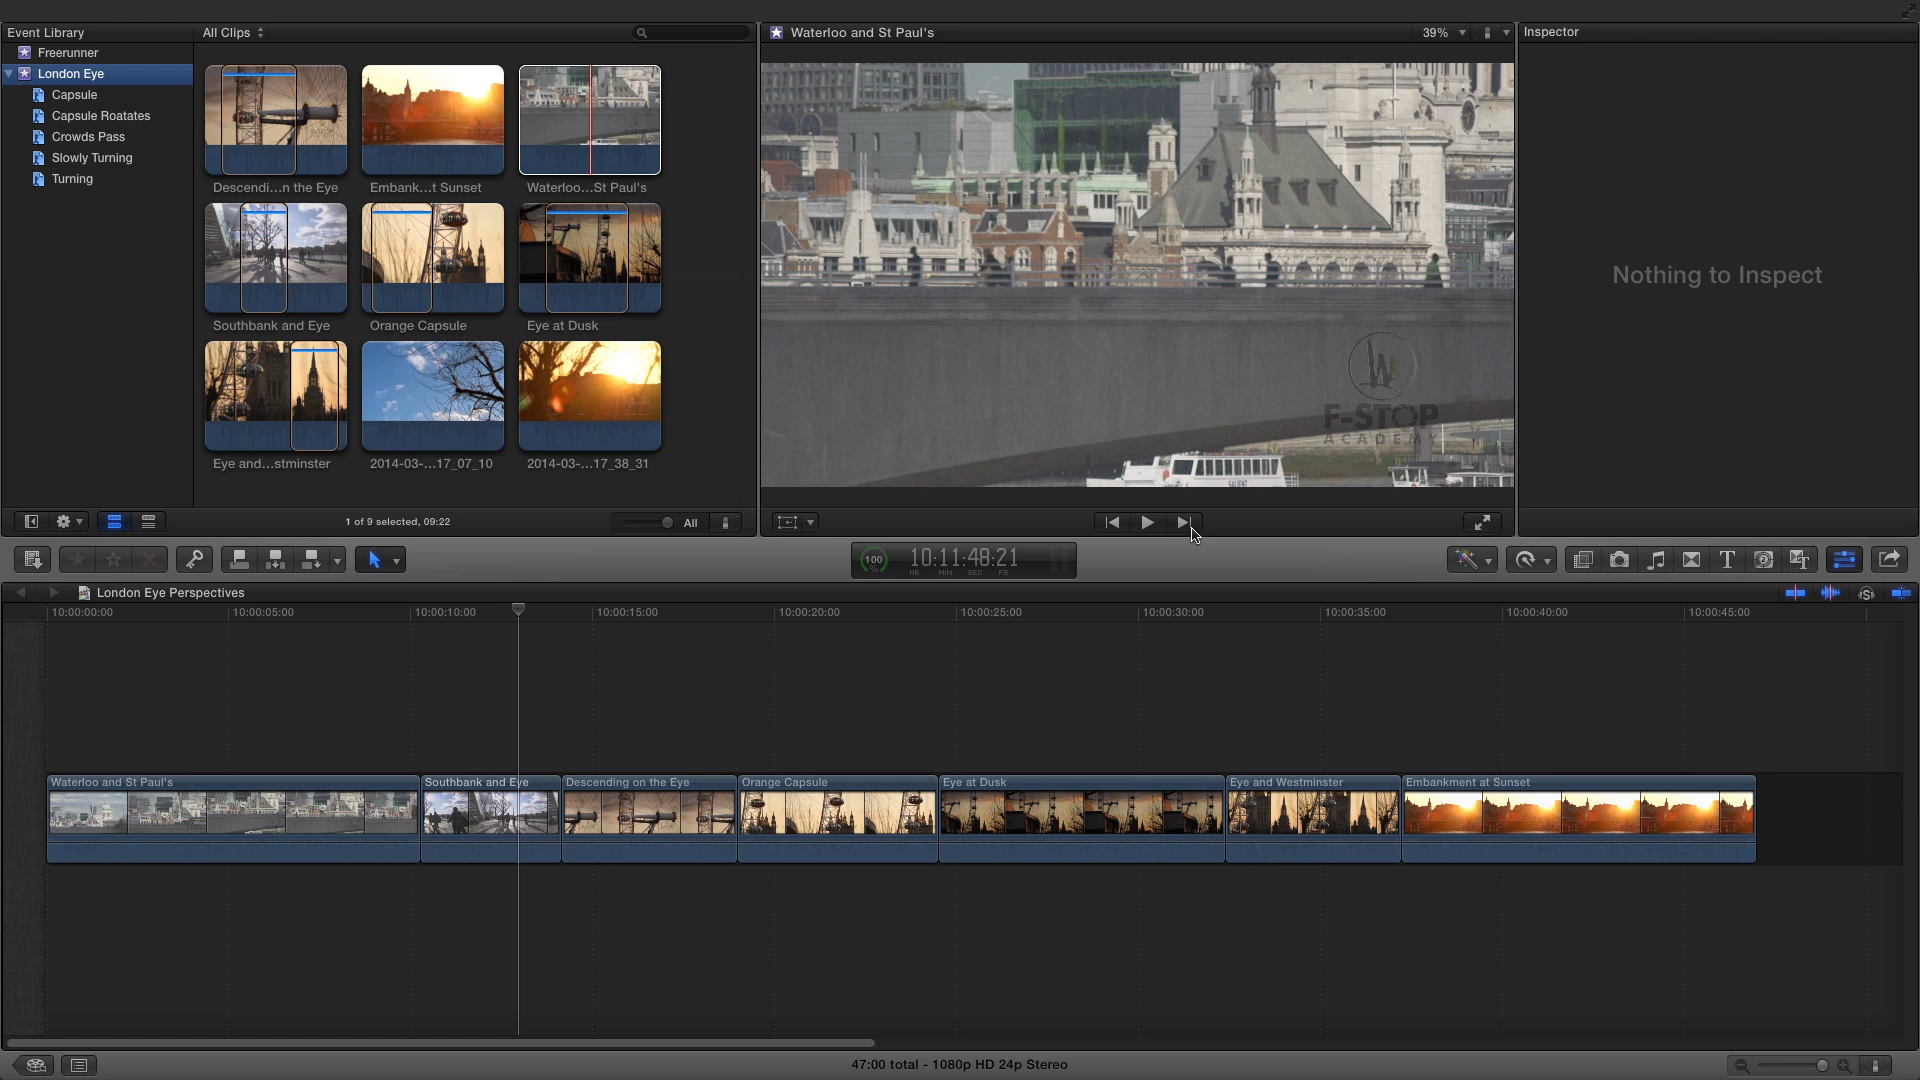 Event Library
All Clips
Waterloo and St Paul's
39%
Inspector
Freerunner
London Eye
Capsule
Capsule Roatates
Crowds Pass
Slowly Turning
Turning
Descendi...n the Eye
Embank...t Sunset
Waterloo...St Paul's
Southbank and Eye
Orange Capsule
Eye at Dusk
Eye and...stminster
2014-03-...17_07_10
2014-03-...17_38_31
F-STOP
ACADEMY
SALIENT
Nothing to Inspect
1 of 9 selected, 09:22
All
100
%
10:11:48:21
HR MIN SEC FR
London Eye Perspectives
10:00:00:00
10:00:05:00
10:00:10:00
10:00:15:00
10:00:20:00
10:00:25:00
10:00:30:00
10:00:35:00
10:00:40:00
10:00:45:00
Waterloo and St Paul's
Southbank and Eye
Descending on the Eye
Orange Capsule
Eye at Dusk
Eye and Westminster
Embankment at Sunset
47:00 total - 1080p HD 24p Stereo